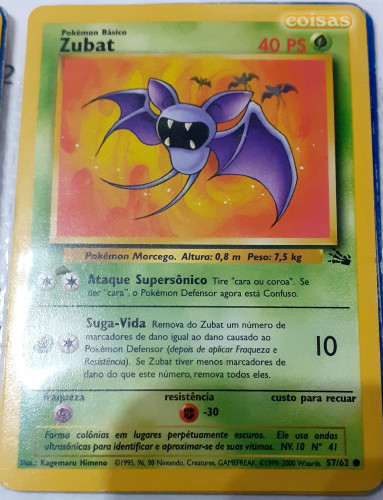 coisas
Pokémon Básico
Zubat
40 PS
Pokémon Morcego. Altura: 0,8 m Peso: 7,5 kg
Ataque Supersônico Tire "cara ou coroa". Se
der "cara", o Pokémon Defensor agora está Confuso.
Suga-Vida Remova do Zubat um número de
marcadores de dano igual ao dano causado ao
Pokémon Defensor (depois de aplicar Fraqueza e
Resistência). Se Zubat tiver menos marcadores de
dano do que este número, remova todos eles.
10
fraqueza resistência custo para recuar
-30
Forma colônias em lugares perpétuamente escuros. Ele usa ondas
ultrasônicas para identificar e aproximar-se de suas vítimas. NV. 10 N° 41
Ilus.: Kagemaru Himeno ©1995, 96, 98 Nintendo, Creatures, GAMEFREAK. ©1999-2000 Wizards. 57/62